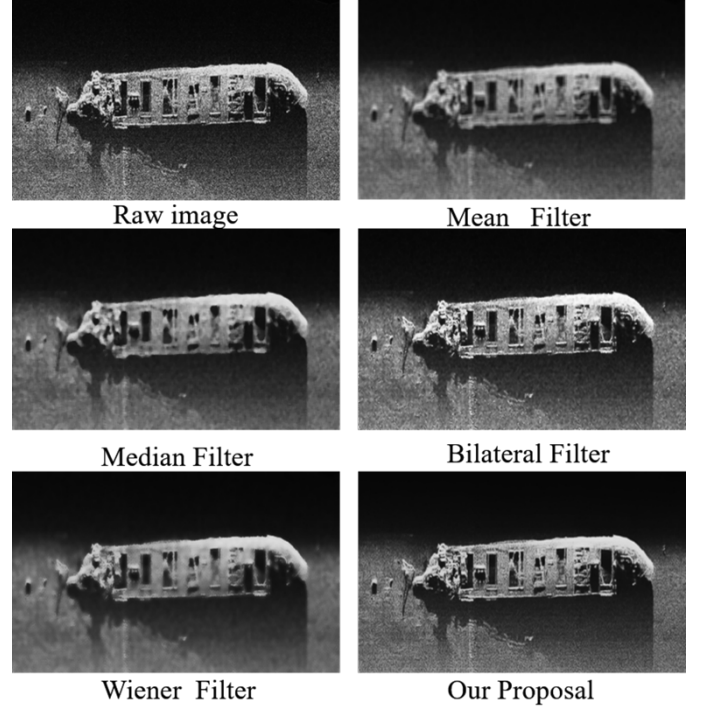 Raw image
Mean Filter
Median Filter
Bilateral Filter
Wiener Filter
Our Proposal